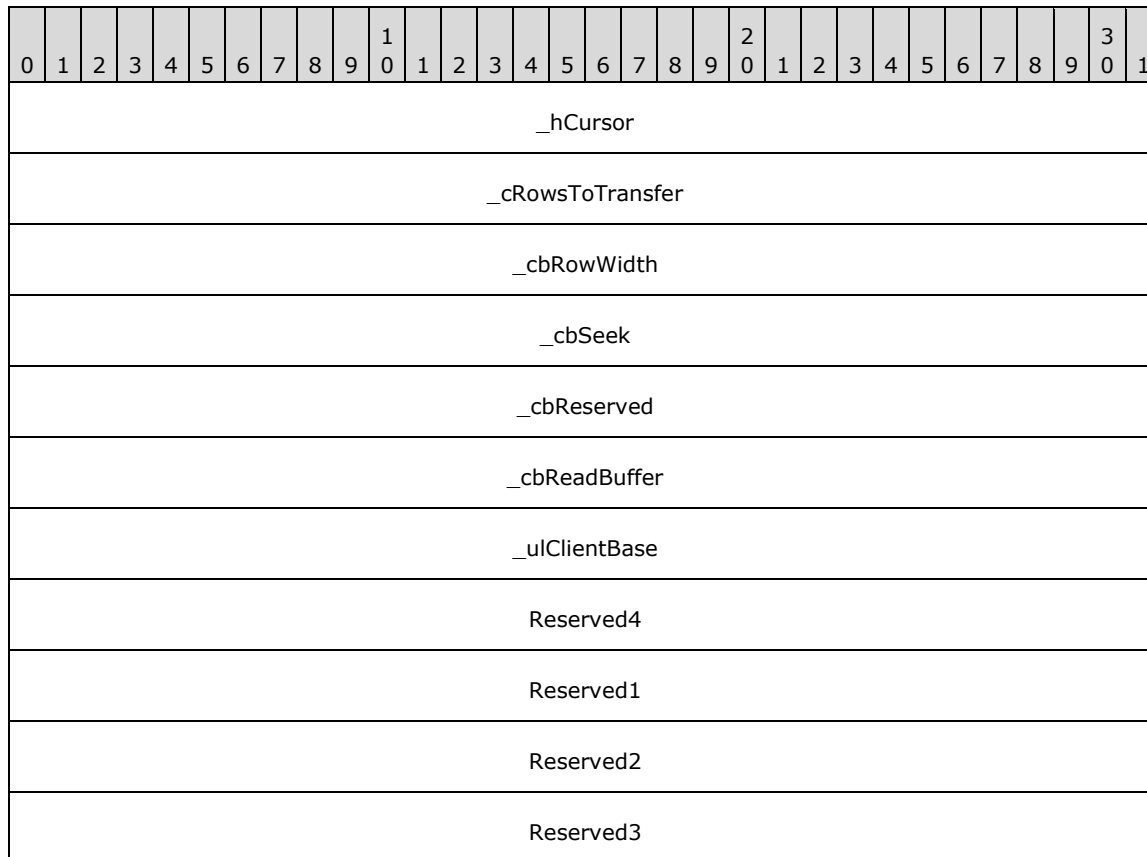 1 2 3
0 1 2 3 4 5 6 7 8 9 0 1 2 3 4 5 6 7 8 9 0 1 2 3 4 5 6 7 8 9 0 1
_hCursor
_cRowsToTransfer
_cbRowWidth
_cbSeek
_cbReserved
_cbReadBuffer
_ulClientBase
Reserved4
Reserved1
Reserved2
Reserved3